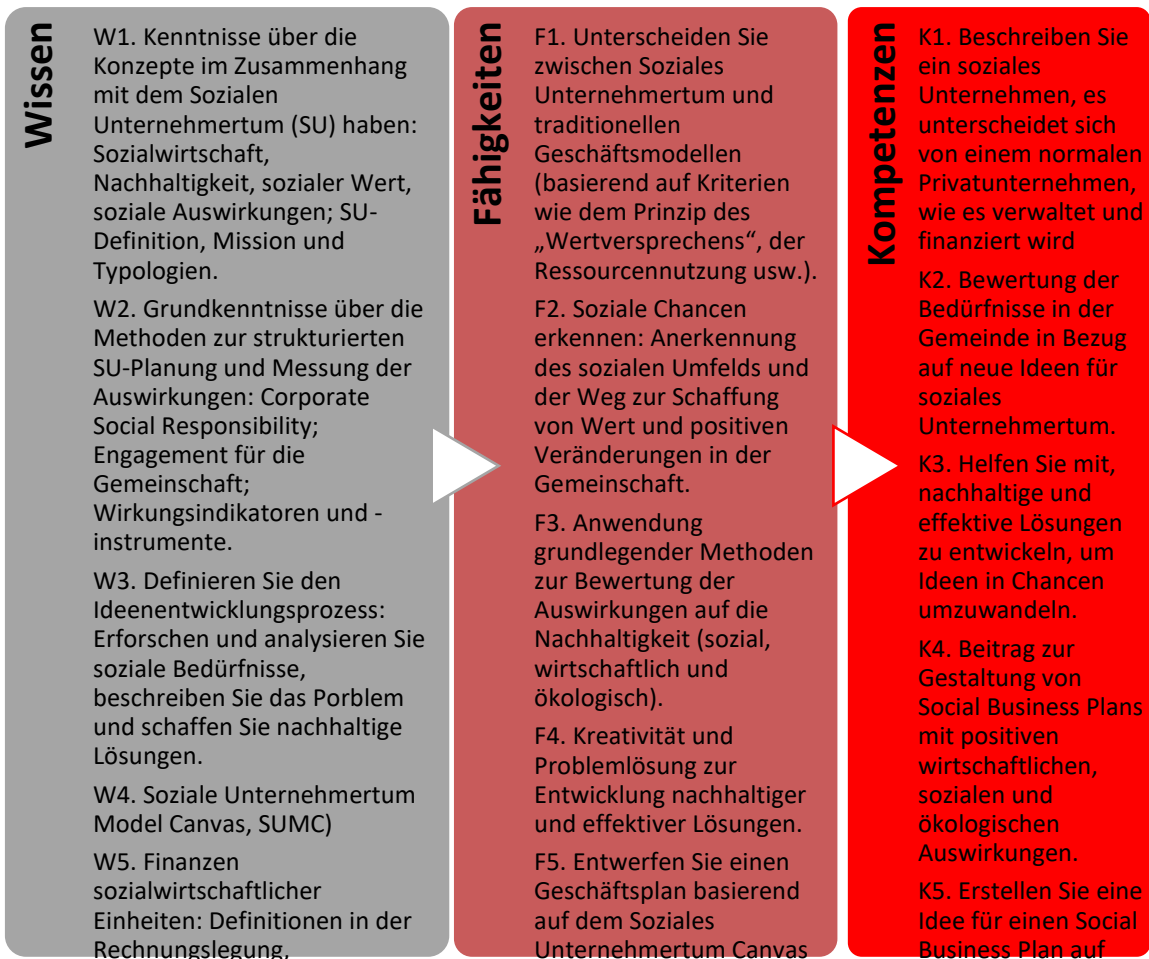 Wissen
W1. Kenntnisse über die
Konzepte im Zusammenhang
mit dem Sozialen
Unternehmertum (SU) haben:
Sozialwirtschaft,
Nachhaltigkeit, sozialer Wert,
soziale Auswirkungen; SU-
Definition, Mission und
Typologien.
W2. Grundkenntnisse über die
Methoden zur strukturierten
SU-Planung und Messung der
Auswirkungen: Corporate
Social Responsibility;
Engagement für die
Gemeinschaft;
Wirkungsindikatoren und -
instrumente.
W3. Definieren Sie den
Ideenentwicklungsprozess:
Erforschen und analysieren Sie
soziale Bedürfnisse,
beschreiben Sie das Porblem
und schaffen Sie nachhaltige
Lösungen.
W4. Soziale Unternehmertum
Model Canvas, SUMC)
W5. Finanzen
sozialwirtschaftlicher
Einheiten: Definitionen in der
Rechnungslegung,
Fähigkeiten
F1. Unterscheiden Sie
zwischen Soziales
Unternehmertum und
traditionellen
Geschäftsmodellen
(basierend auf Kriterien
wie dem Prinzip des
„Wertversprechens“, der
Ressourcennutzung usw.).
F2. Soziale Chancen
erkennen: Anerkennung
des sozialen Umfelds und
der Weg zur Schaffung
von Wert und positiven
Veränderungen in der
Gemeinschaft.
F3. Anwendung
grundlegender Methoden
zur Bewertung der
Auswirkungen auf die
Nachhaltigkeit (sozial,
wirtschaftlich und
ökologisch).
F4. Kreativität und
Problemlösung zur
Entwicklung nachhaltiger
und effektiver Lösungen.
F5. Entwerfen Sie einen
Geschäftsplan basierend
auf dem Soziales
Unternehmertum Canvas
Kompetenzen
K1. Beschreiben Sie
ein soziales
Unternehmen, es
unterscheidet sich
von einem normalen
Privatunternehmen,
wie es verwaltet und
finanziert wird
K2. Bewertung der
Bedürfnisse in der
Gemeinde in Bezug
auf neue Ideen für
soziales
Unternehmertum.
K3. Helfen Sie mit,
nachhaltige und
effektive Lösungen
zu entwickeln, um
Ideen in Chancen
umzuwandeln.
K4. Beitrag zur
Gestaltung von
Social Business Plans
mit positiven
wirtschaftlichen,
sozialen und
ökologischen
Auswirkungen.
K5. Erstellen Sie eine
Idee für einen Social
Business Plan auf